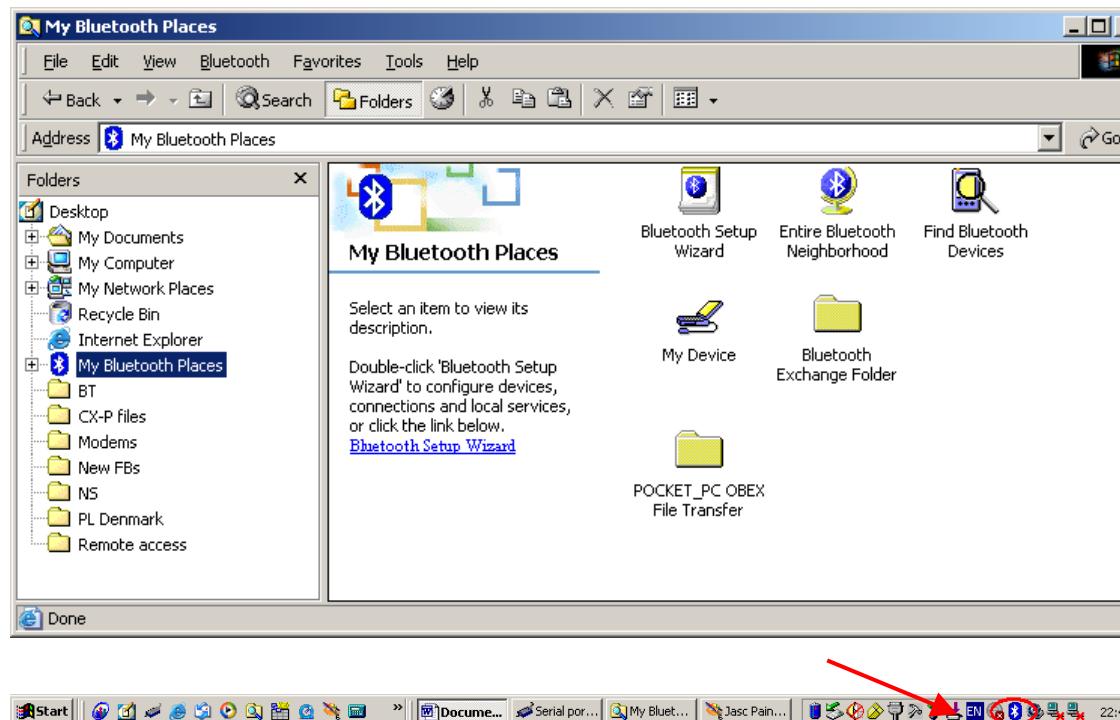 My Bluetooth Places
File Edit View Bluetooth Favorites Tools Help
Back Search Folders
Address My Bluetooth Places Go
Folders
Desktop
My Documents
My Computer
My Network Places
Recycle Bin
Internet Explorer
My Bluetooth Places
BT
CX-P files
Modems
New FBs
NS
PL Denmark
Remote access
My Bluetooth Places
Select an item to view its
description.
Double-click 'Bluetooth Setup
Wizard' to configure devices,
connections and local services,
or click the link below.
Bluetooth Setup Wizard
Bluetooth Setup
Wizard
Entire Bluetooth
Neighborhood
Find Bluetooth
Devices
My Device
Bluetooth
Exchange Folder
POCKET_PC OBEX
File Transfer
Done
Start » Docume... Serial por... My Bluet... Jasc Pain... EN